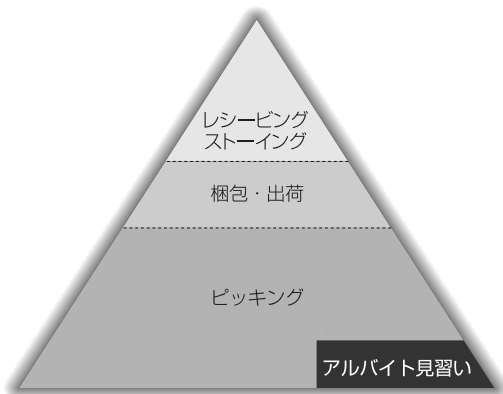 レシービング
ストーイング
梱包・出荷
ピッキング
アルバイト見習い